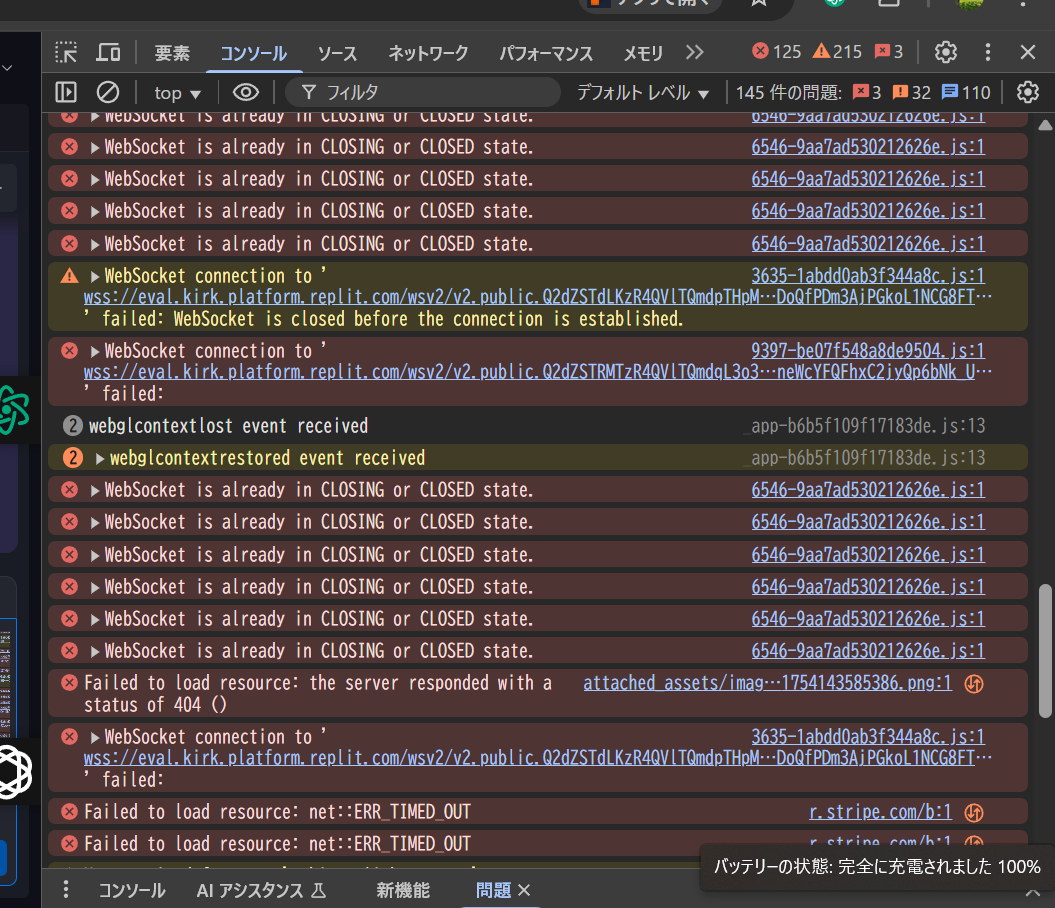 要素 コンソール ソース ネットワーク パフォーマンス メモリ 125 215 3
top フィルタ デフォルト レベル 145 件の問題: 3 32 110
WebSocket is already in CLOSING or CLOSED state. 6546-9aa7ad530212626e.js:1
WebSocket is already in CLOSING or CLOSED state. 6546-9aa7ad530212626e.js:1
WebSocket is already in CLOSING or CLOSED state. 6546-9aa7ad530212626e.js:1
WebSocket is already in CLOSING or CLOSED state. 6546-9aa7ad530212626e.js:1
WebSocket is already in CLOSING or CLOSED state. 6546-9aa7ad530212626e.js:1
WebSocket connection to ' 3635-1abdd0ab3f344a8c.js:1
wss://eval.kirk.platform.replit.com/wsv2/v2.public.Q2dZSTdLKzR4QVlTQmdpTHpM…DoQfPDm3AjPGkoL1NCG8FT…
' failed: WebSocket is closed before the connection is established.
WebSocket connection to ' 9397-be07f548a8de9504.js:1
wss://eval.kirk.platform.replit.com/wsv2/v2.public.Q2dZSTRMTzR4QVlTQmdqL3o3…neWcYFQFhxC2jyQp6bNk_U…
' failed:
2 webglcontextlost event received _app-b6b5f109f17183de.js:13
2 webglcontextrestored event received _app-b6b5f109f17183de.js:13
WebSocket is already in CLOSING or CLOSED state. 6546-9aa7ad530212626e.js:1
WebSocket is already in CLOSING or CLOSED state. 6546-9aa7ad530212626e.js:1
WebSocket is already in CLOSING or CLOSED state. 6546-9aa7ad530212626e.js:1
WebSocket is already in CLOSING or CLOSED state. 6546-9aa7ad530212626e.js:1
WebSocket is already in CLOSING or CLOSED state. 6546-9aa7ad530212626e.js:1
WebSocket is already in CLOSING or CLOSED state. 6546-9aa7ad530212626e.js:1
Failed to load resource: the server responded with a attached_assets/imag…1754143585386.png:1
status of 404 ()
WebSocket connection to ' 3635-1abdd0ab3f344a8c.js:1
wss://eval.kirk.platform.replit.com/wsv2/v2.public.Q2dZSTdLKzR4QVlTQmdpTHpM…DoQfPDm3AjPGkoL1NCG8FT…
' failed:
Failed to load resource: net::ERR_TIMED_OUT r.stripe.com/b:1
Failed to load resource: net::ERR_TIMED_OUT r.stripe.com/b:1
バッテリーの状態: 完全に充電されました 100%
コンソール AI アシスタンス 新機能 問題